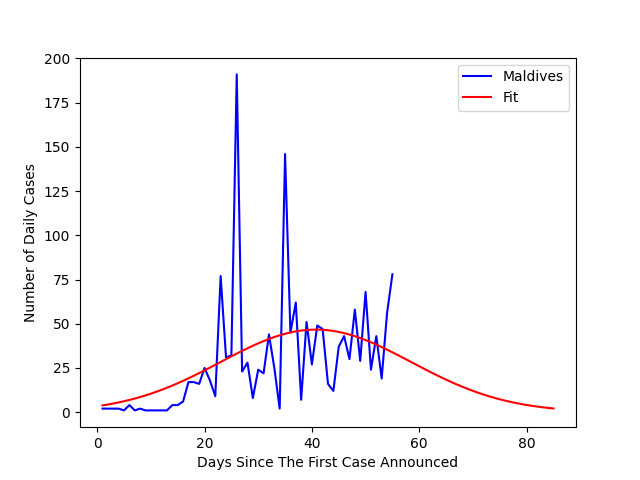 200
175
150
125
100
75
50
25
0
Number of Daily Cases
Maldives
Fit
0 20 40 60 80
Days Since The First Case Announced